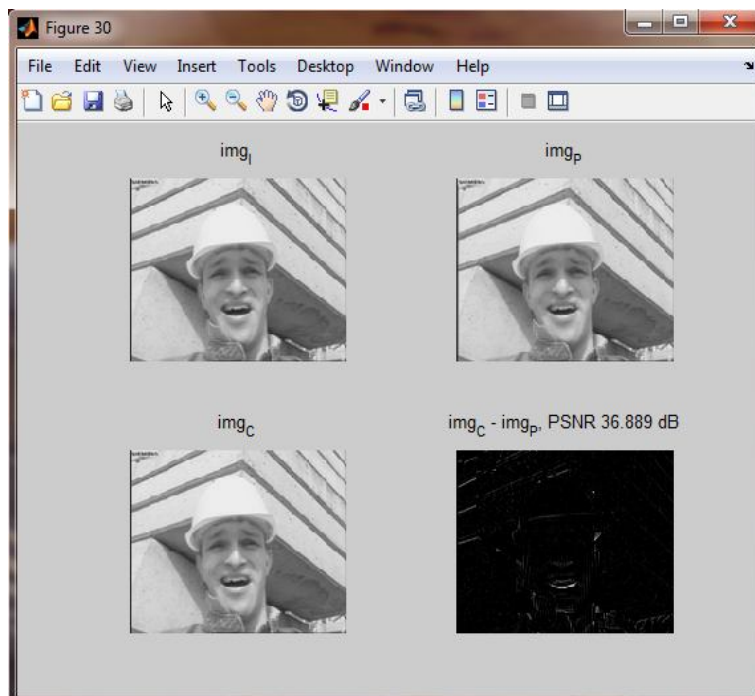 Figure 30
File Edit View Insert Tools Desktop Window Help
img_I
img_P
img_C
img_C - img_P, PSNR 36.889 dB